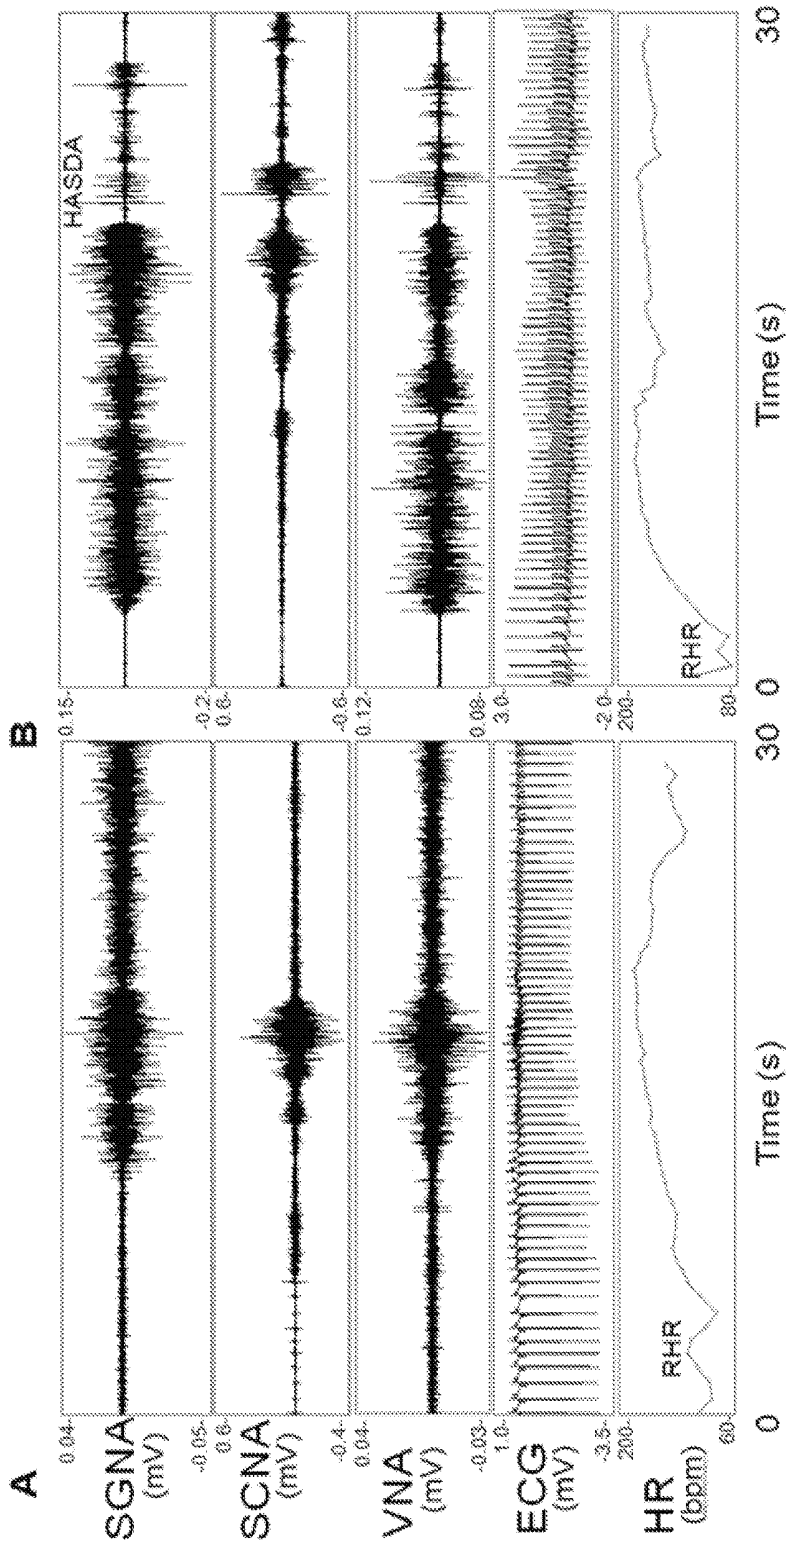 A
B
SGNA
(mV)
0.04-
-0.05-
0.15-
-0.2-
HASDA
SCNA
(mV)
0.6-
-0.4-
0.6-
-0.6-
VNA
(mV)
0.04-
-0.03-
0.12-
0.08-
ECG
(mV)
1.0-
-3.5-
3.0-
-2.0-
HR
(bpm)
200-
60-
RHR
200-
80-
RHR
0
Time (s)
30
0
Time (s)
30